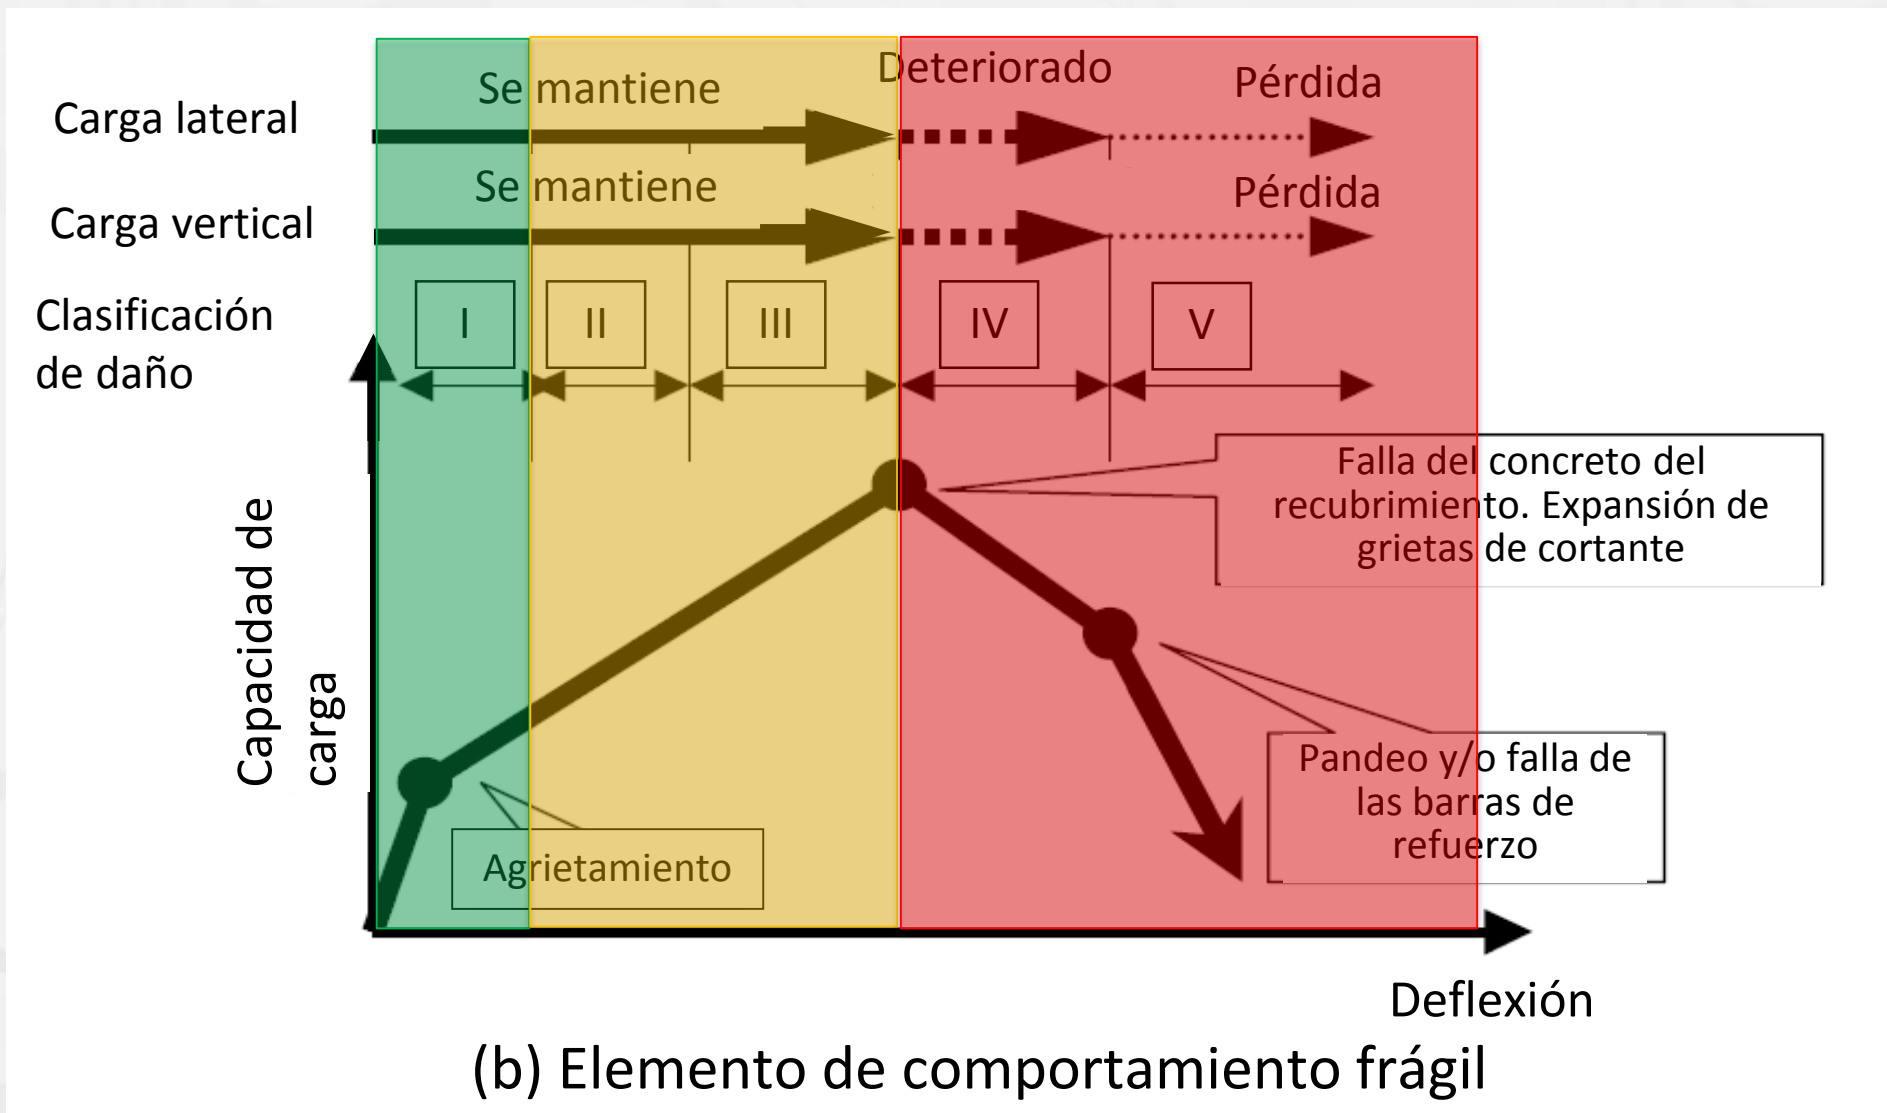 Carga lateral
Se mantiene
Deteriorado
Pérdida
Carga vertical
Se mantiene
Pérdida
Clasificación
de daño
I
II
III
IV
V
Capacidad de
carga
Falla del concreto del
recubrimiento. Expansión de
grietas de cortante
Pandeo y/o falla de
las barras de
refuerzo
Agrietamiento
Deflexión
(b) Elemento de comportamiento frágil